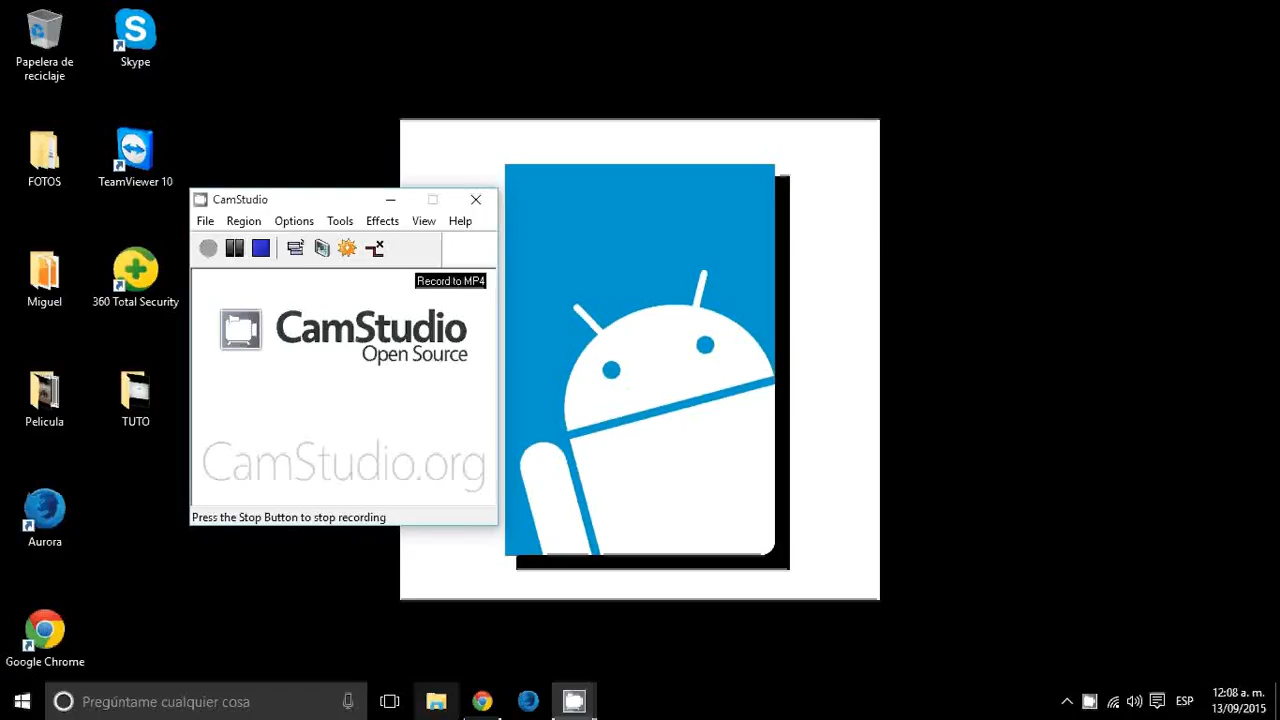 Papelera de
reciclaje
Skype
FOTOS
TeamViewer 10
Miguel
360 Total Security
Pelicula
TUTO
Aurora
Google Chrome
CamStudio
File Region Options Tools Effects View Help
Record to MP4
CamStudio
Open Source
CamStudio.org
Press the Stop Button to stop recording
Pregúntame cualquier cosa
ESP
12:08 a. m.
13/09/2015